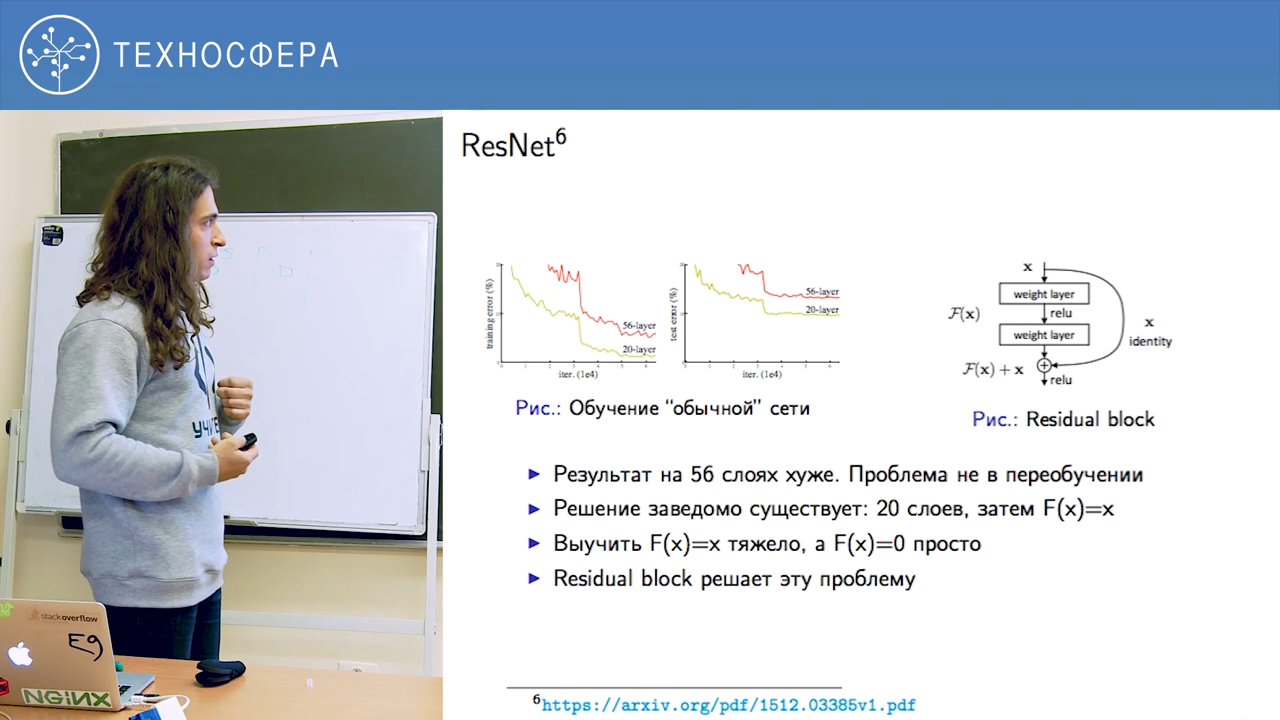 ТЕХНОСФЕРА
ResNet⁶
training error (%)
56-layer
20-layer
iter. (1e4)
test error (%)
56-layer
20-layer
iter. (1e4)
Рис.: Обучение “обычной” сети
x
weight layer
F(x)
relu
weight layer
x
identity
F(x) + x
relu
Рис.: Residual block
Результат на 56 слоях хуже. Проблема не в переобучении
Решение заведомо существует: 20 слоев, затем F(x)=x
Выучить F(x)=x тяжело, а F(x)=0 просто
Residual block решает эту проблему
⁶https://arxiv.org/pdf/1512.03385v1.pdf
stackoverflow
NGINX